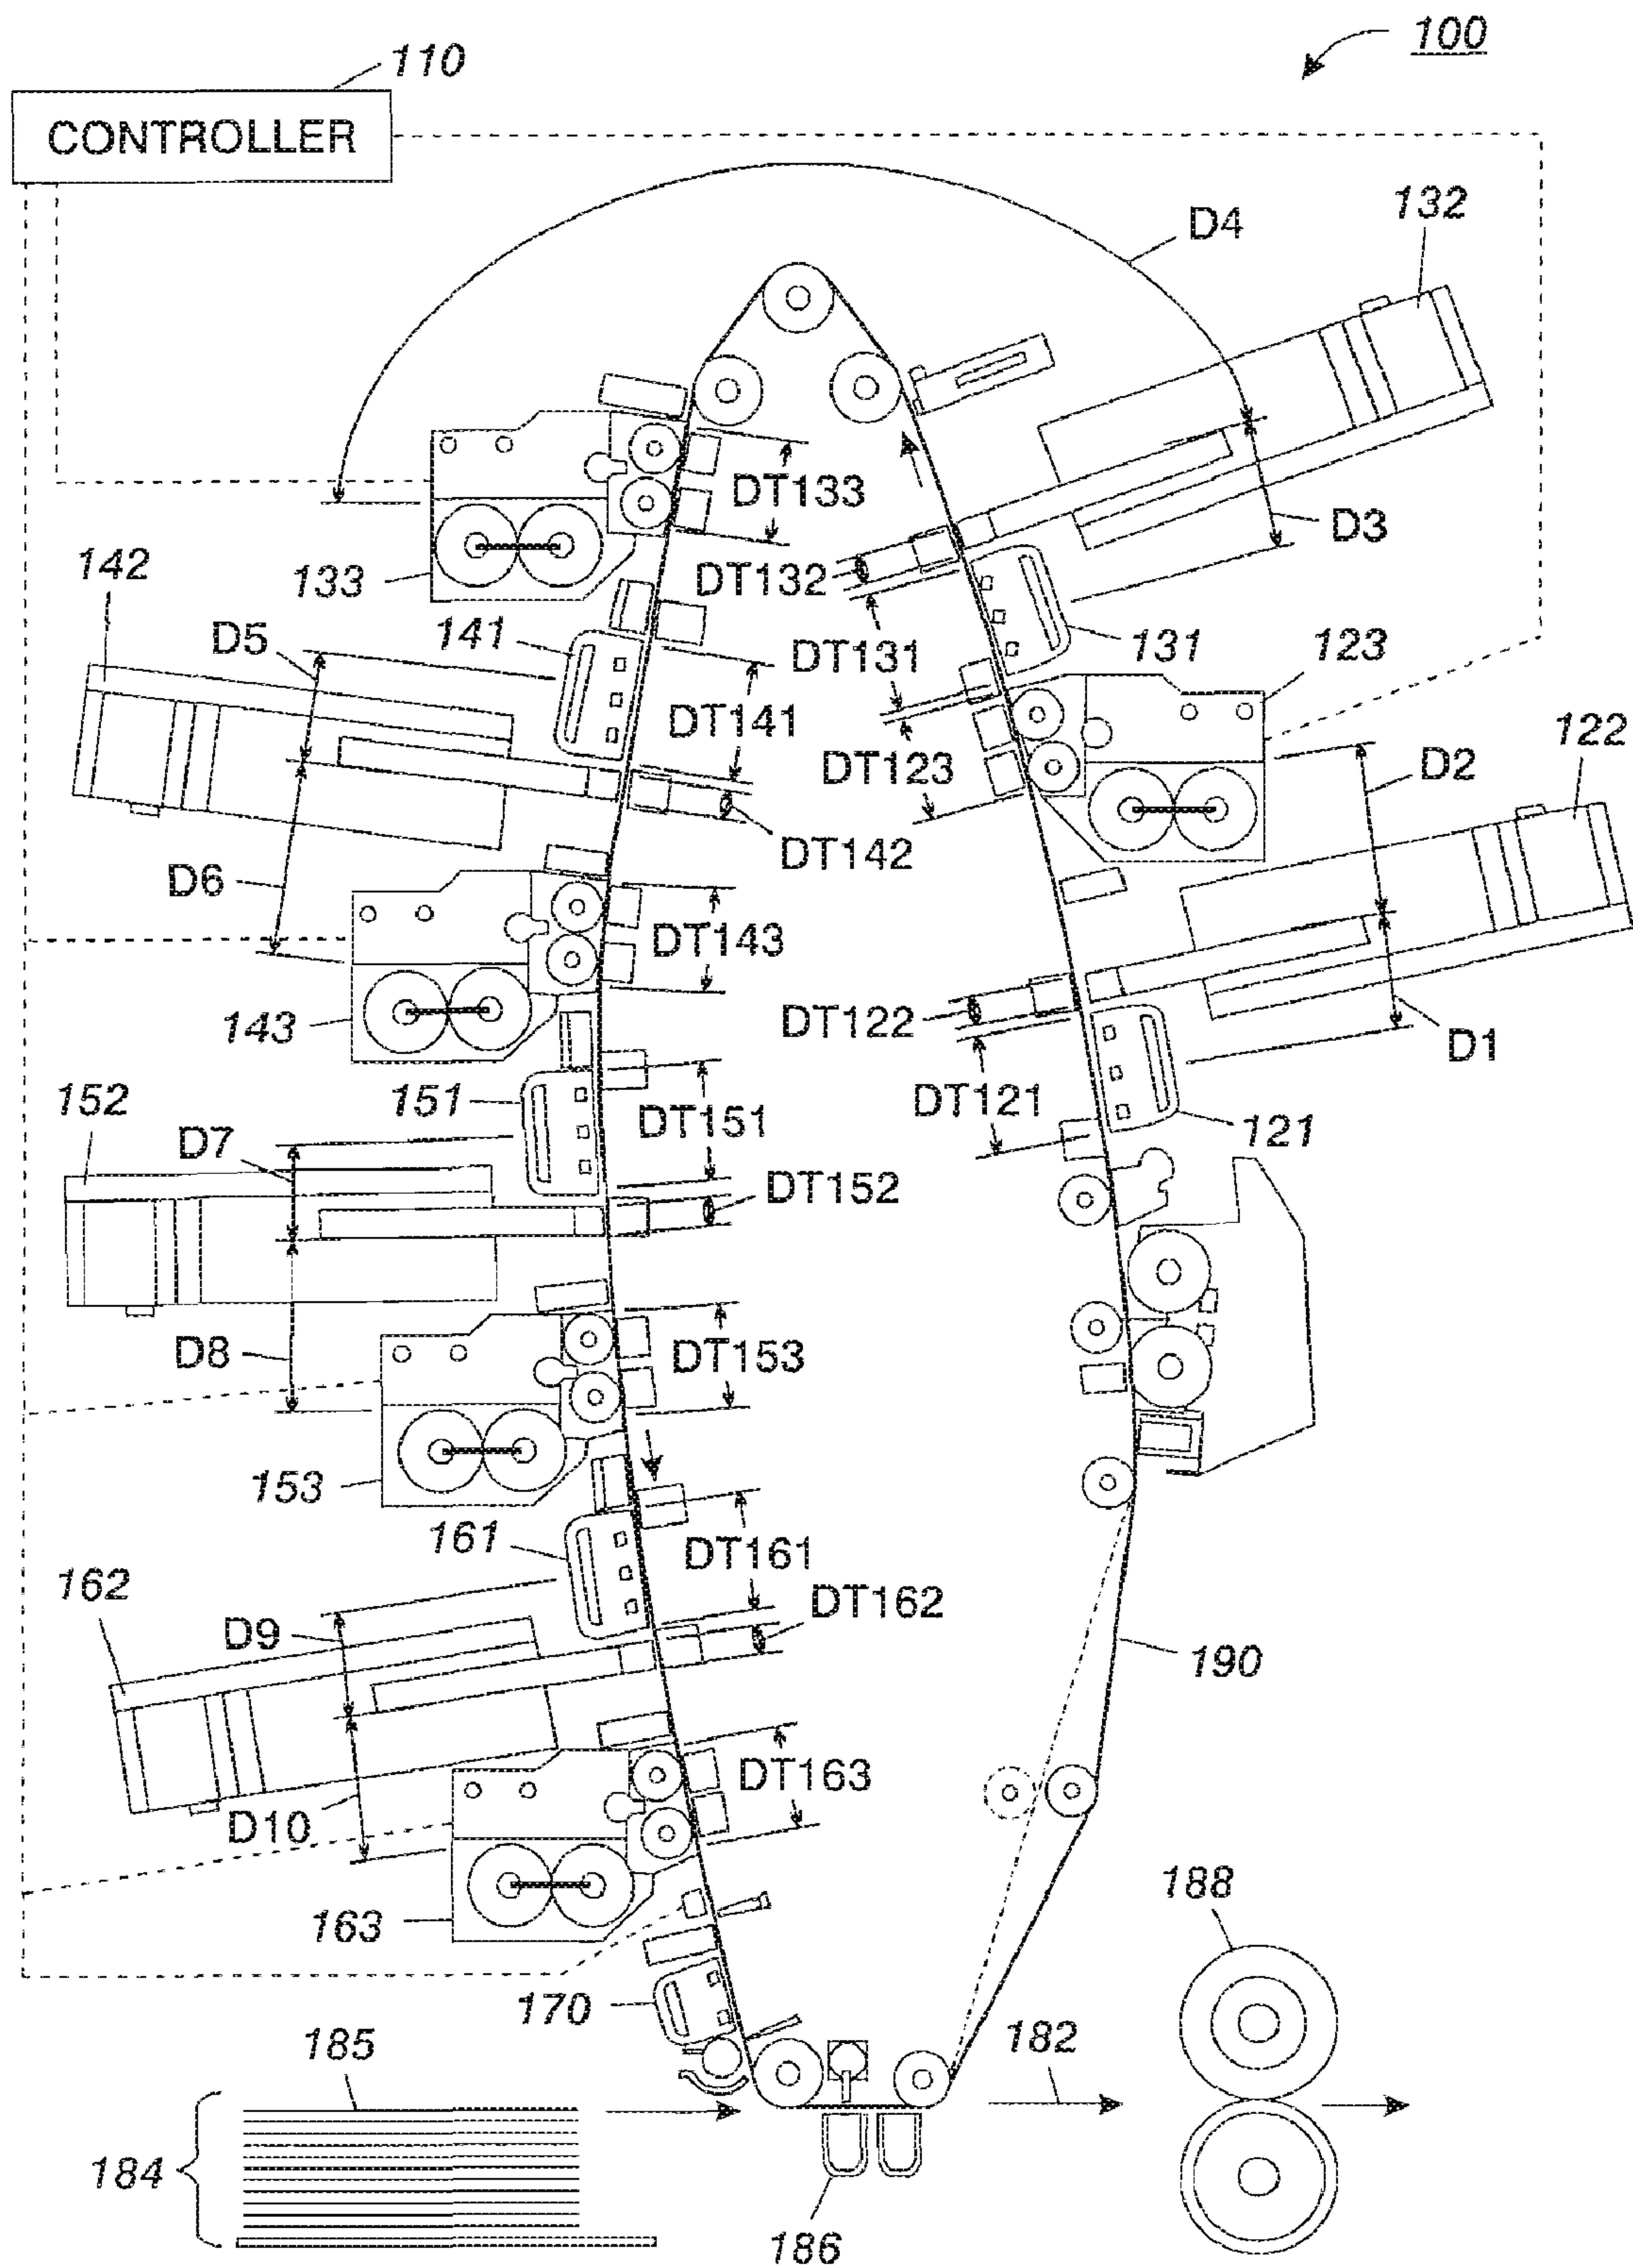 100
110
CONTROLLER
132
D4
D3
DT133
DT132
133
142
141
D5
DT131
131
123
DT141
122
DT123
D2
DT142
D6
DT143
DT122
143
D1
151
152
DT151
DT121
D7
121
DT152
DT153
D8
153
161
DT161
162
DT162
D9
190
DT163
D10
188
163
170
185
182
184
186